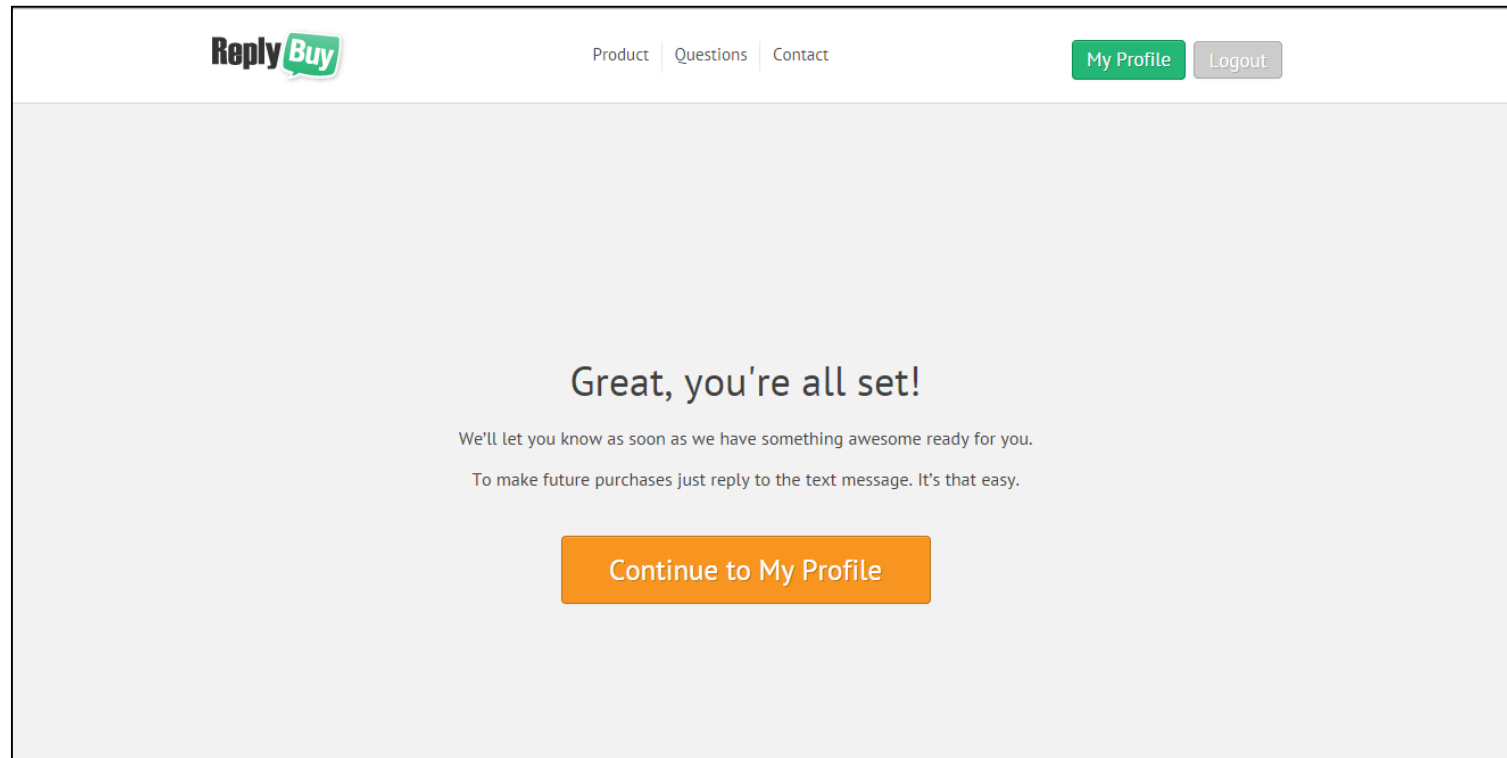 ReplyBuy
Product Questions Contact
My Profile Logout
Great, you're all set!
We'll let you know as soon as we have something awesome ready for you.
To make future purchases just reply to the text message. It's that easy.
Continue to My Profile